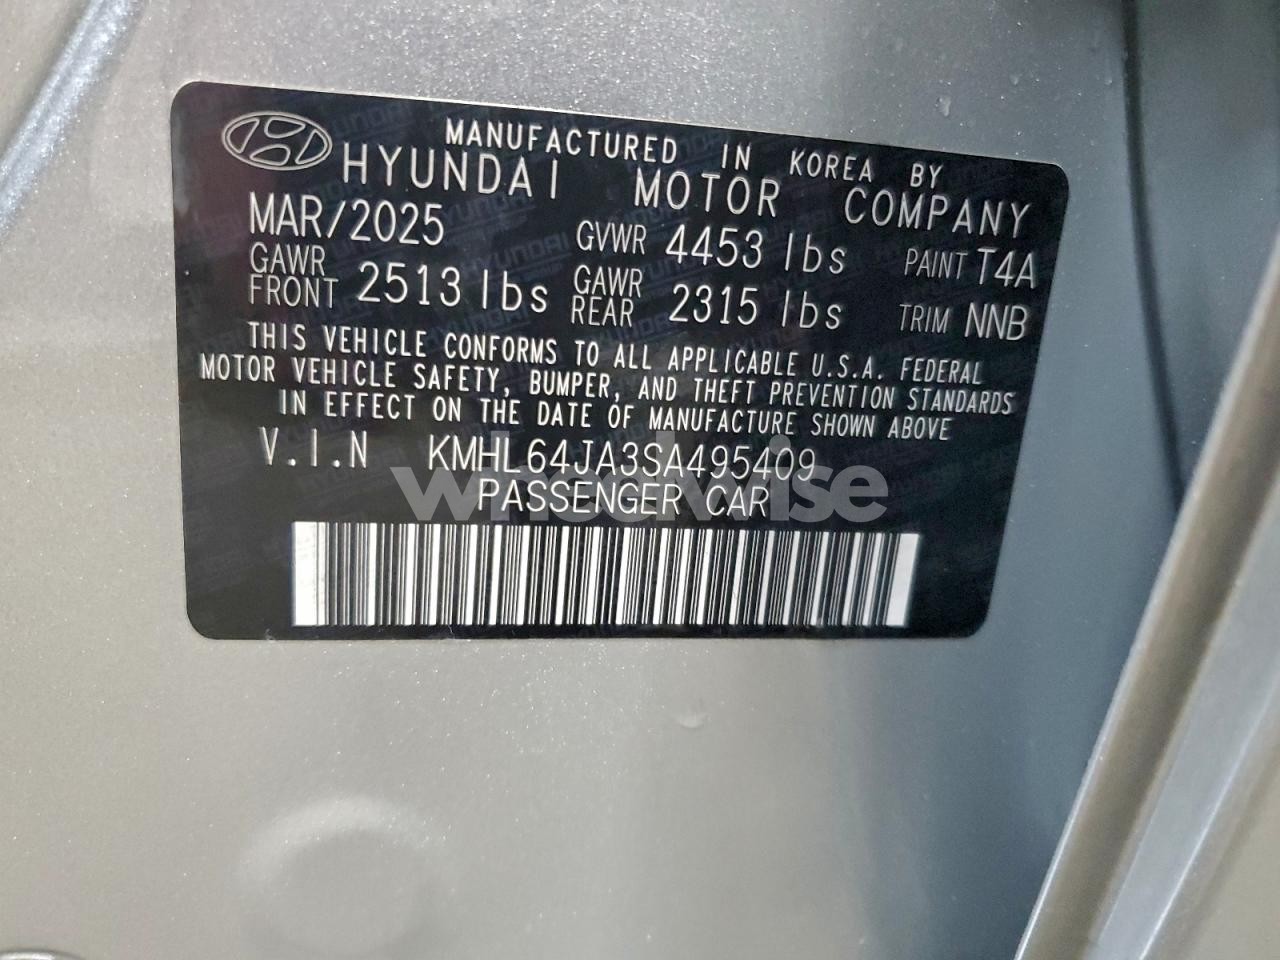 MANUFACTURED IN KOREA BY
HYUNDAI MOTOR COMPANY
MAR/2025 GVWR 4453 lbs PAINT T4A
GAWR FRONT 2513 lbs GAWR REAR 2315 lbs TRIM NNB
THIS VEHICLE CONFORMS TO ALL APPLICABLE U.S.A. FEDERAL
MOTOR VEHICLE SAFETY, BUMPER, AND THEFT PREVENTION STANDARDS
IN EFFECT ON THE DATE OF MANUFACTURE SHOWN ABOVE
V.I.N KMHL64JA3SA495409
wheelwise
PASSENGER CAR